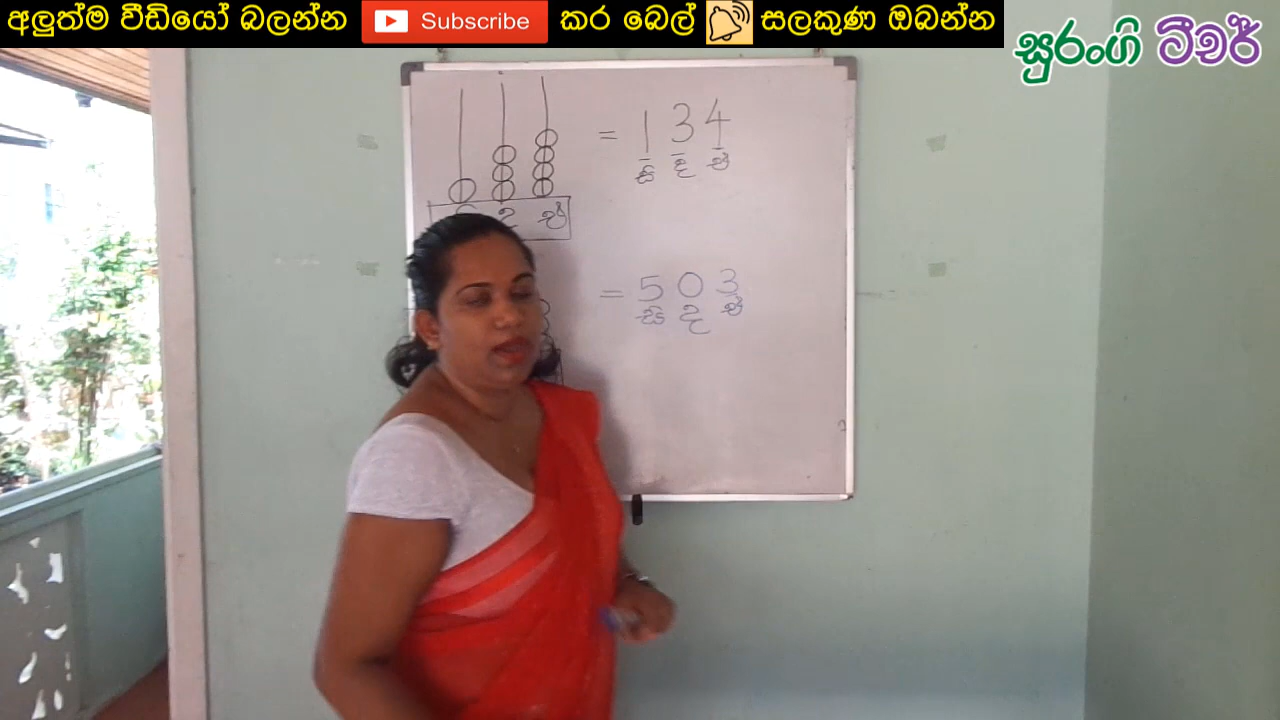 අලුත්ම වීඩියෝ බලන්න Subscribe කර බෙල් සලකුණ ඔබන්න
සුරංගි ටීචර්
= 134
සි ද එ
ද එ
= 503
සි ද එ